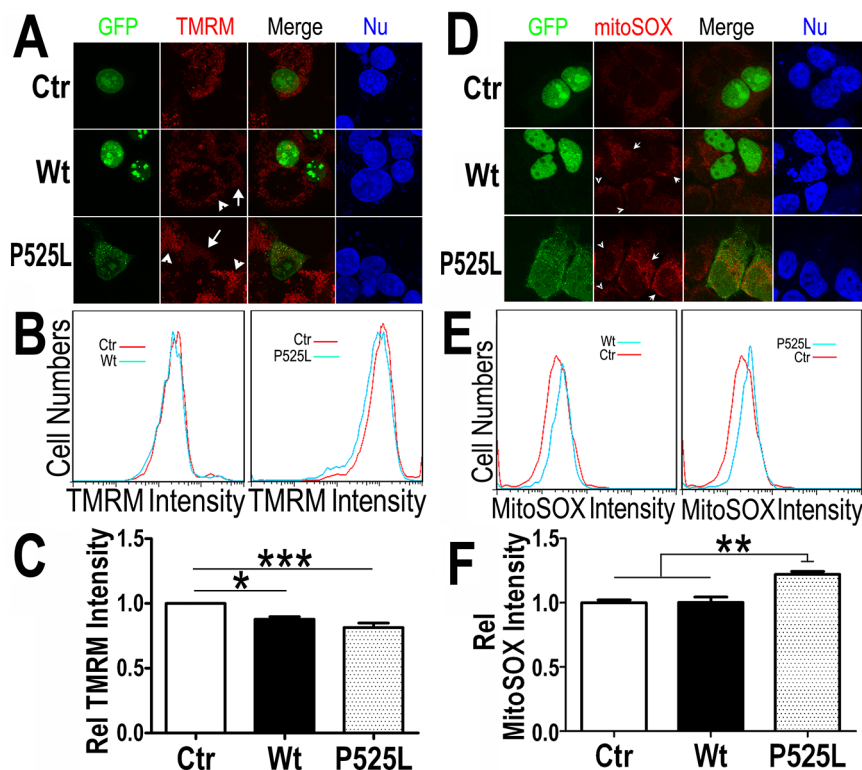 A GFP TMRM Merge Nu
Ctr
Wt
P525L
B Cell Numbers
Ctr
Wt
TMRM Intensity
Ctr
P525L
TMRM Intensity
C Rel TMRM Intensity
1.5
1.0
0.5
0.0
***
*
Ctr Wt P525L
D GFP mitoSOX Merge Nu
Ctr
Wt
P525L
E Cell Numbers
Wt
Ctr
MitoSOX Intensity
P525L
Ctr
MitoSOX Intensity
F Rel
MitoSOX Intensity
1.5
1.0
0.5
0.0
**
Ctr Wt P525L